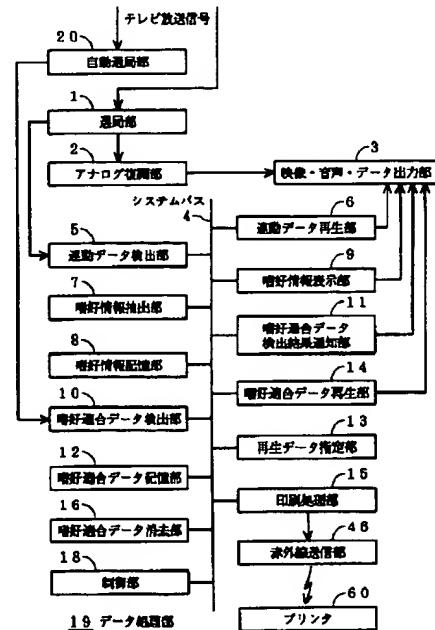 テレビ放送信号
20
自動選局部
1
選局部
2
アナログ復調部
3
映像・音声・データ出力部
システムバス
4
5
連動データ検出部
6
連動データ再生部
7
嗜好情報抽出部
9
嗜好情報表示部
8
嗜好情報記憶部
11
嗜好適合データ
検出結果通知部
10
嗜好適合データ検出部
14
嗜好適合データ再生部
12
嗜好適合データ記憶部
13
再生データ指定部
16
嗜好適合データ消去部
15
印刷処理部
18
制御部
46
赤外線送信部
19 データ処理部
60
プリンタ